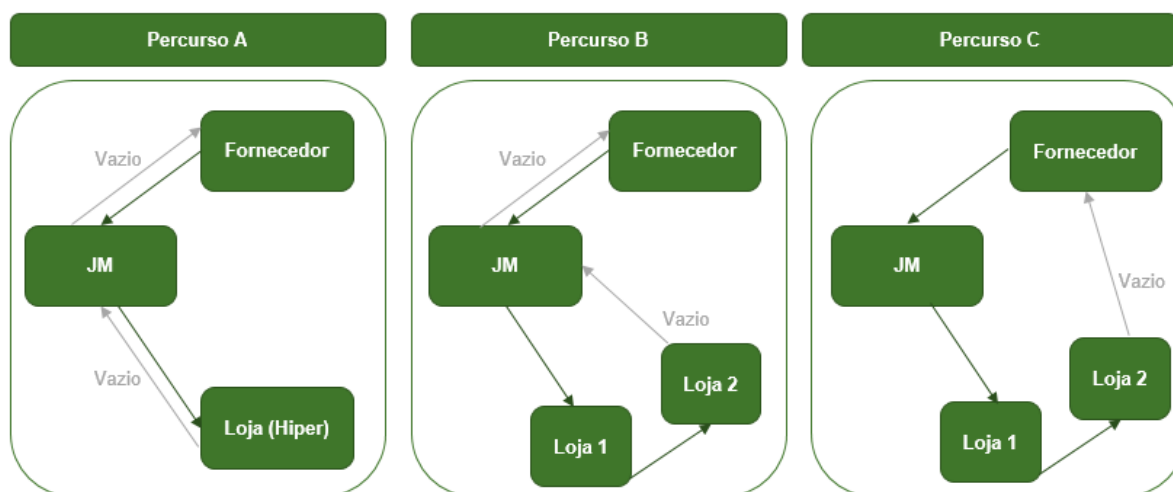 Percurso A
Vazio
Fornecedor
JM
Vazio
Loja (Hiper)
Percurso B
Vazio
Fornecedor
JM
Vazio
Loja 2
Loja 1
Percurso C
Fornecedor
JM
Vazio
Loja 2
Loja 1